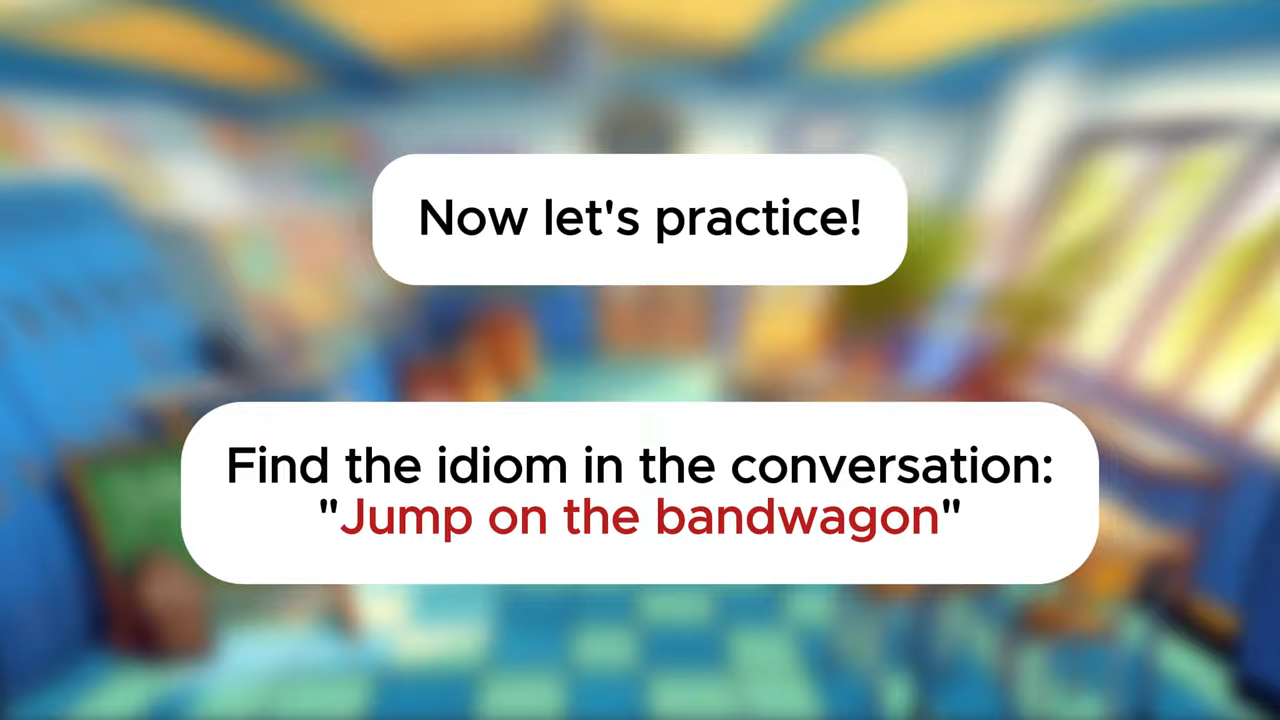 Now let's practice!
Find the idiom in the conversation:
"Jump on the bandwagon"